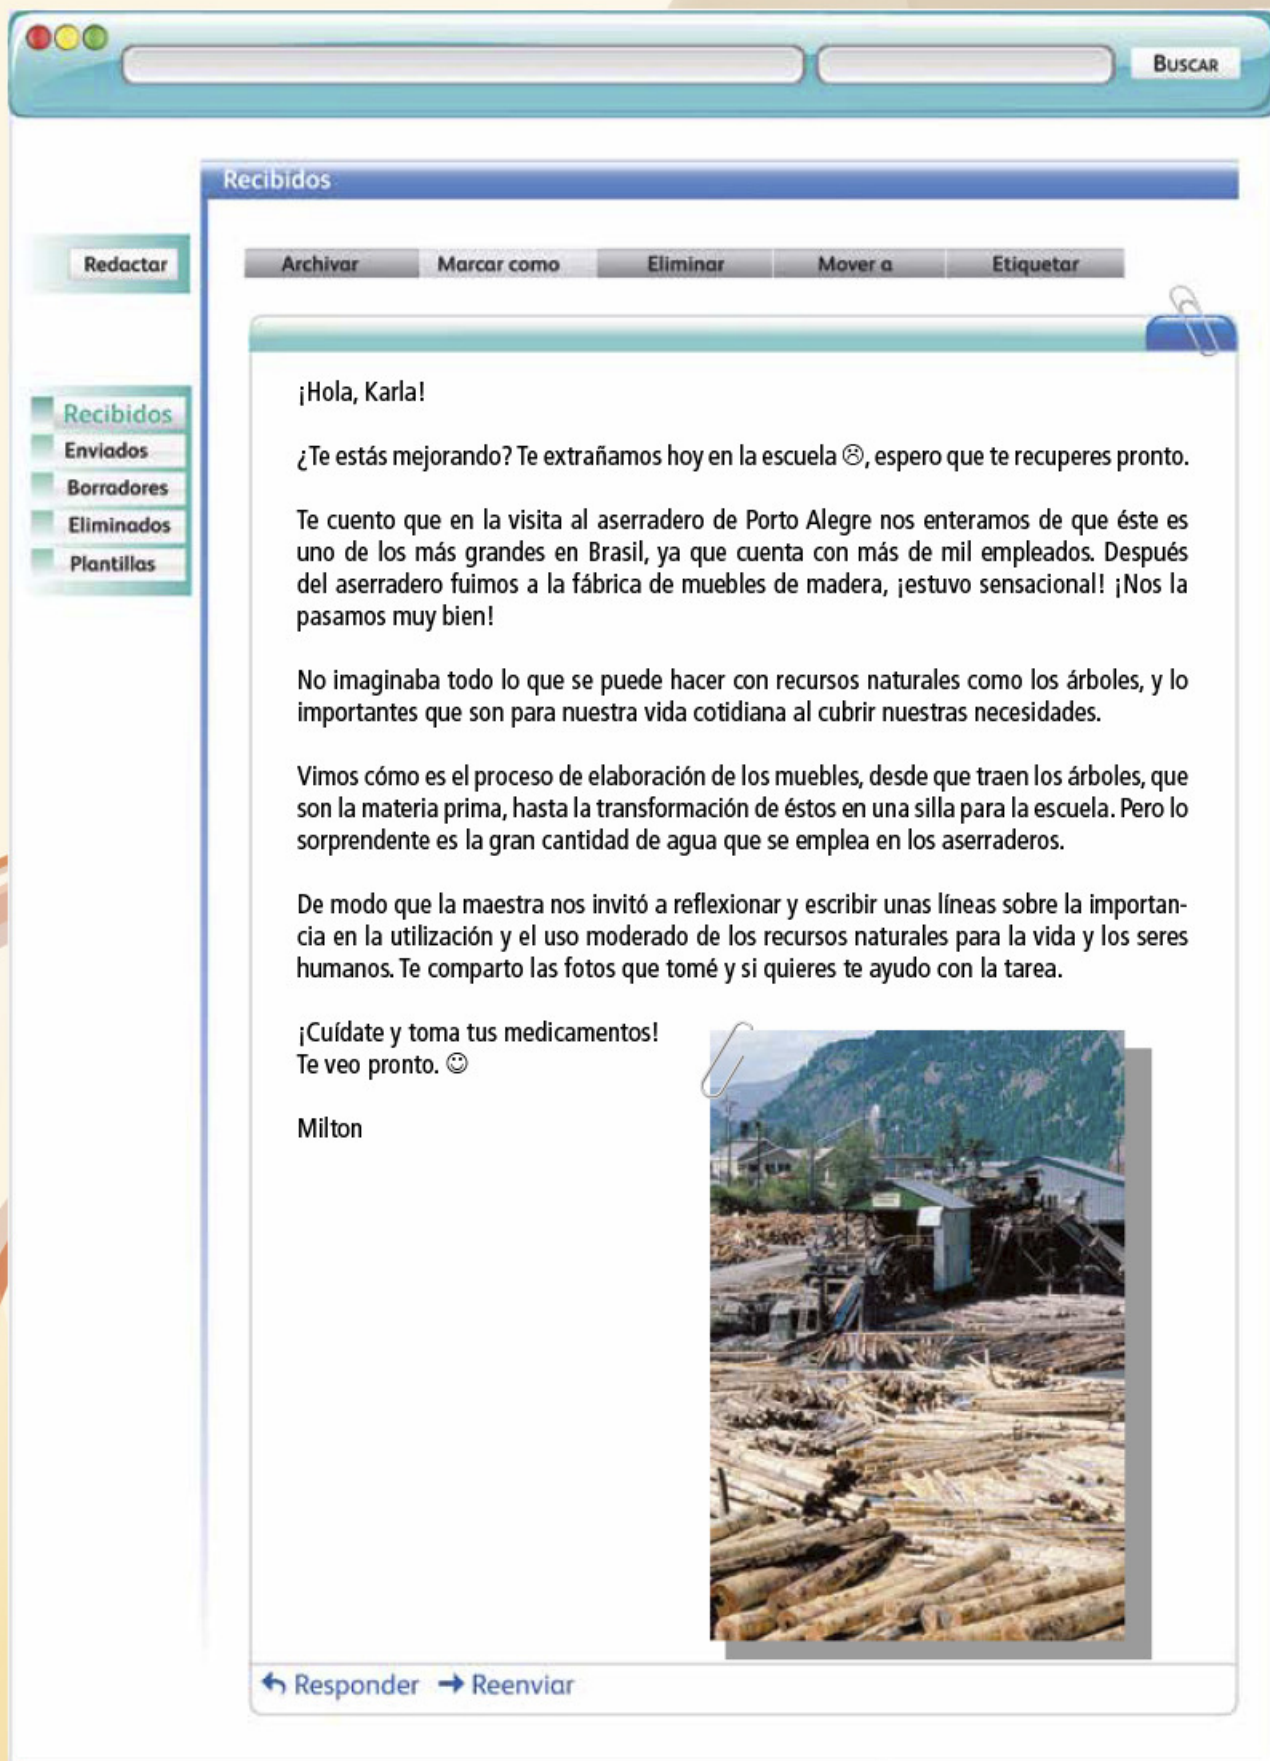 BUSCAR
Recibidos
Redactar
Archivar Marcar como Eliminar Mover a Etiquetar
Recibidos
Enviados
Borradores
Eliminados
Plantillas
¡Hola, Karla!
¿Te estás mejorando? Te extrañamos hoy en la escuela ☹, espero que te recuperes pronto.
Te cuento que en la visita al aserradero de Porto Alegre nos enteramos de que éste es
uno de los más grandes en Brasil, ya que cuenta con más de mil empleados. Después
del aserradero fuimos a la fábrica de muebles de madera, ¡estuvo sensacional! ¡Nos la
pasamos muy bien!
No imaginaba todo lo que se puede hacer con recursos naturales como los árboles, y lo
importantes que son para nuestra vida cotidiana al cubrir nuestras necesidades.
Vimos cómo es el proceso de elaboración de los muebles, desde que traen los árboles, que
son la materia prima, hasta la transformación de éstos en una silla para la escuela. Pero lo
sorprendente es la gran cantidad de agua que se emplea en los aserraderos.
De modo que la maestra nos invitó a reflexionar y escribir unas líneas sobre la importan-
cia en la utilización y el uso moderado de los recursos naturales para la vida y los seres
humanos. Te comparto las fotos que tomé y si quieres te ayudo con la tarea.
¡Cuídate y toma tus medicamentos!
Te veo pronto. ☺
Milton
Responder Reenviar